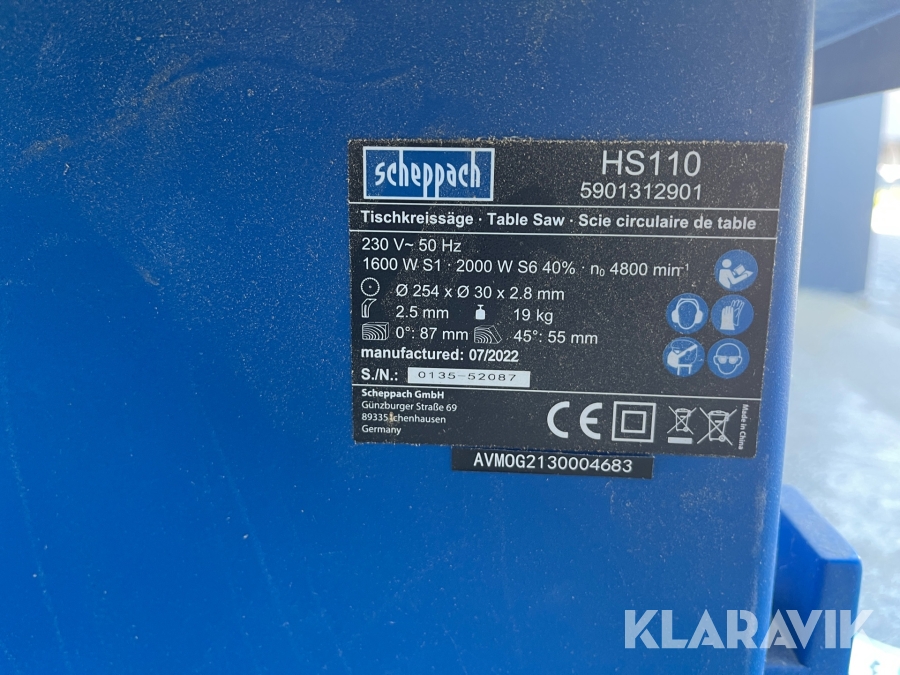 scheppach
HS110
5901312901
Tischkreissäge · Table Saw · Scie circulaire de table
230 V~ 50 Hz
1600 W S1 · 2000 W S6 40% · n₀ 4800 min⁻¹
Ø 254 x Ø 30 x 2.8 mm
2.5 mm 19 kg
0°: 87 mm 45°: 55 mm
manufactured: 07/2022
S./N.: 0135-52087
Scheppach GmbH
Günzburger Straße 69
89335 Ichenhausen
Germany
CE
Made in China
AVMOG2130004683
KLARAVIK